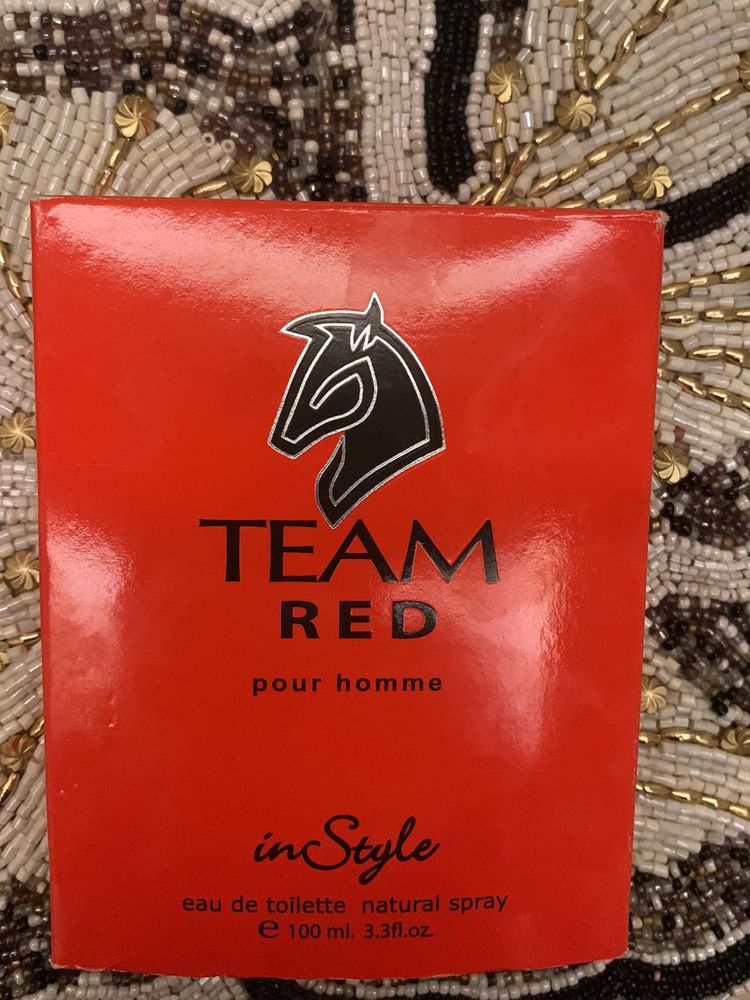 TEAM
RED
pour homme
inStyle
eau de toilette natural spray
e 100 ml. 3.3fl.oz.